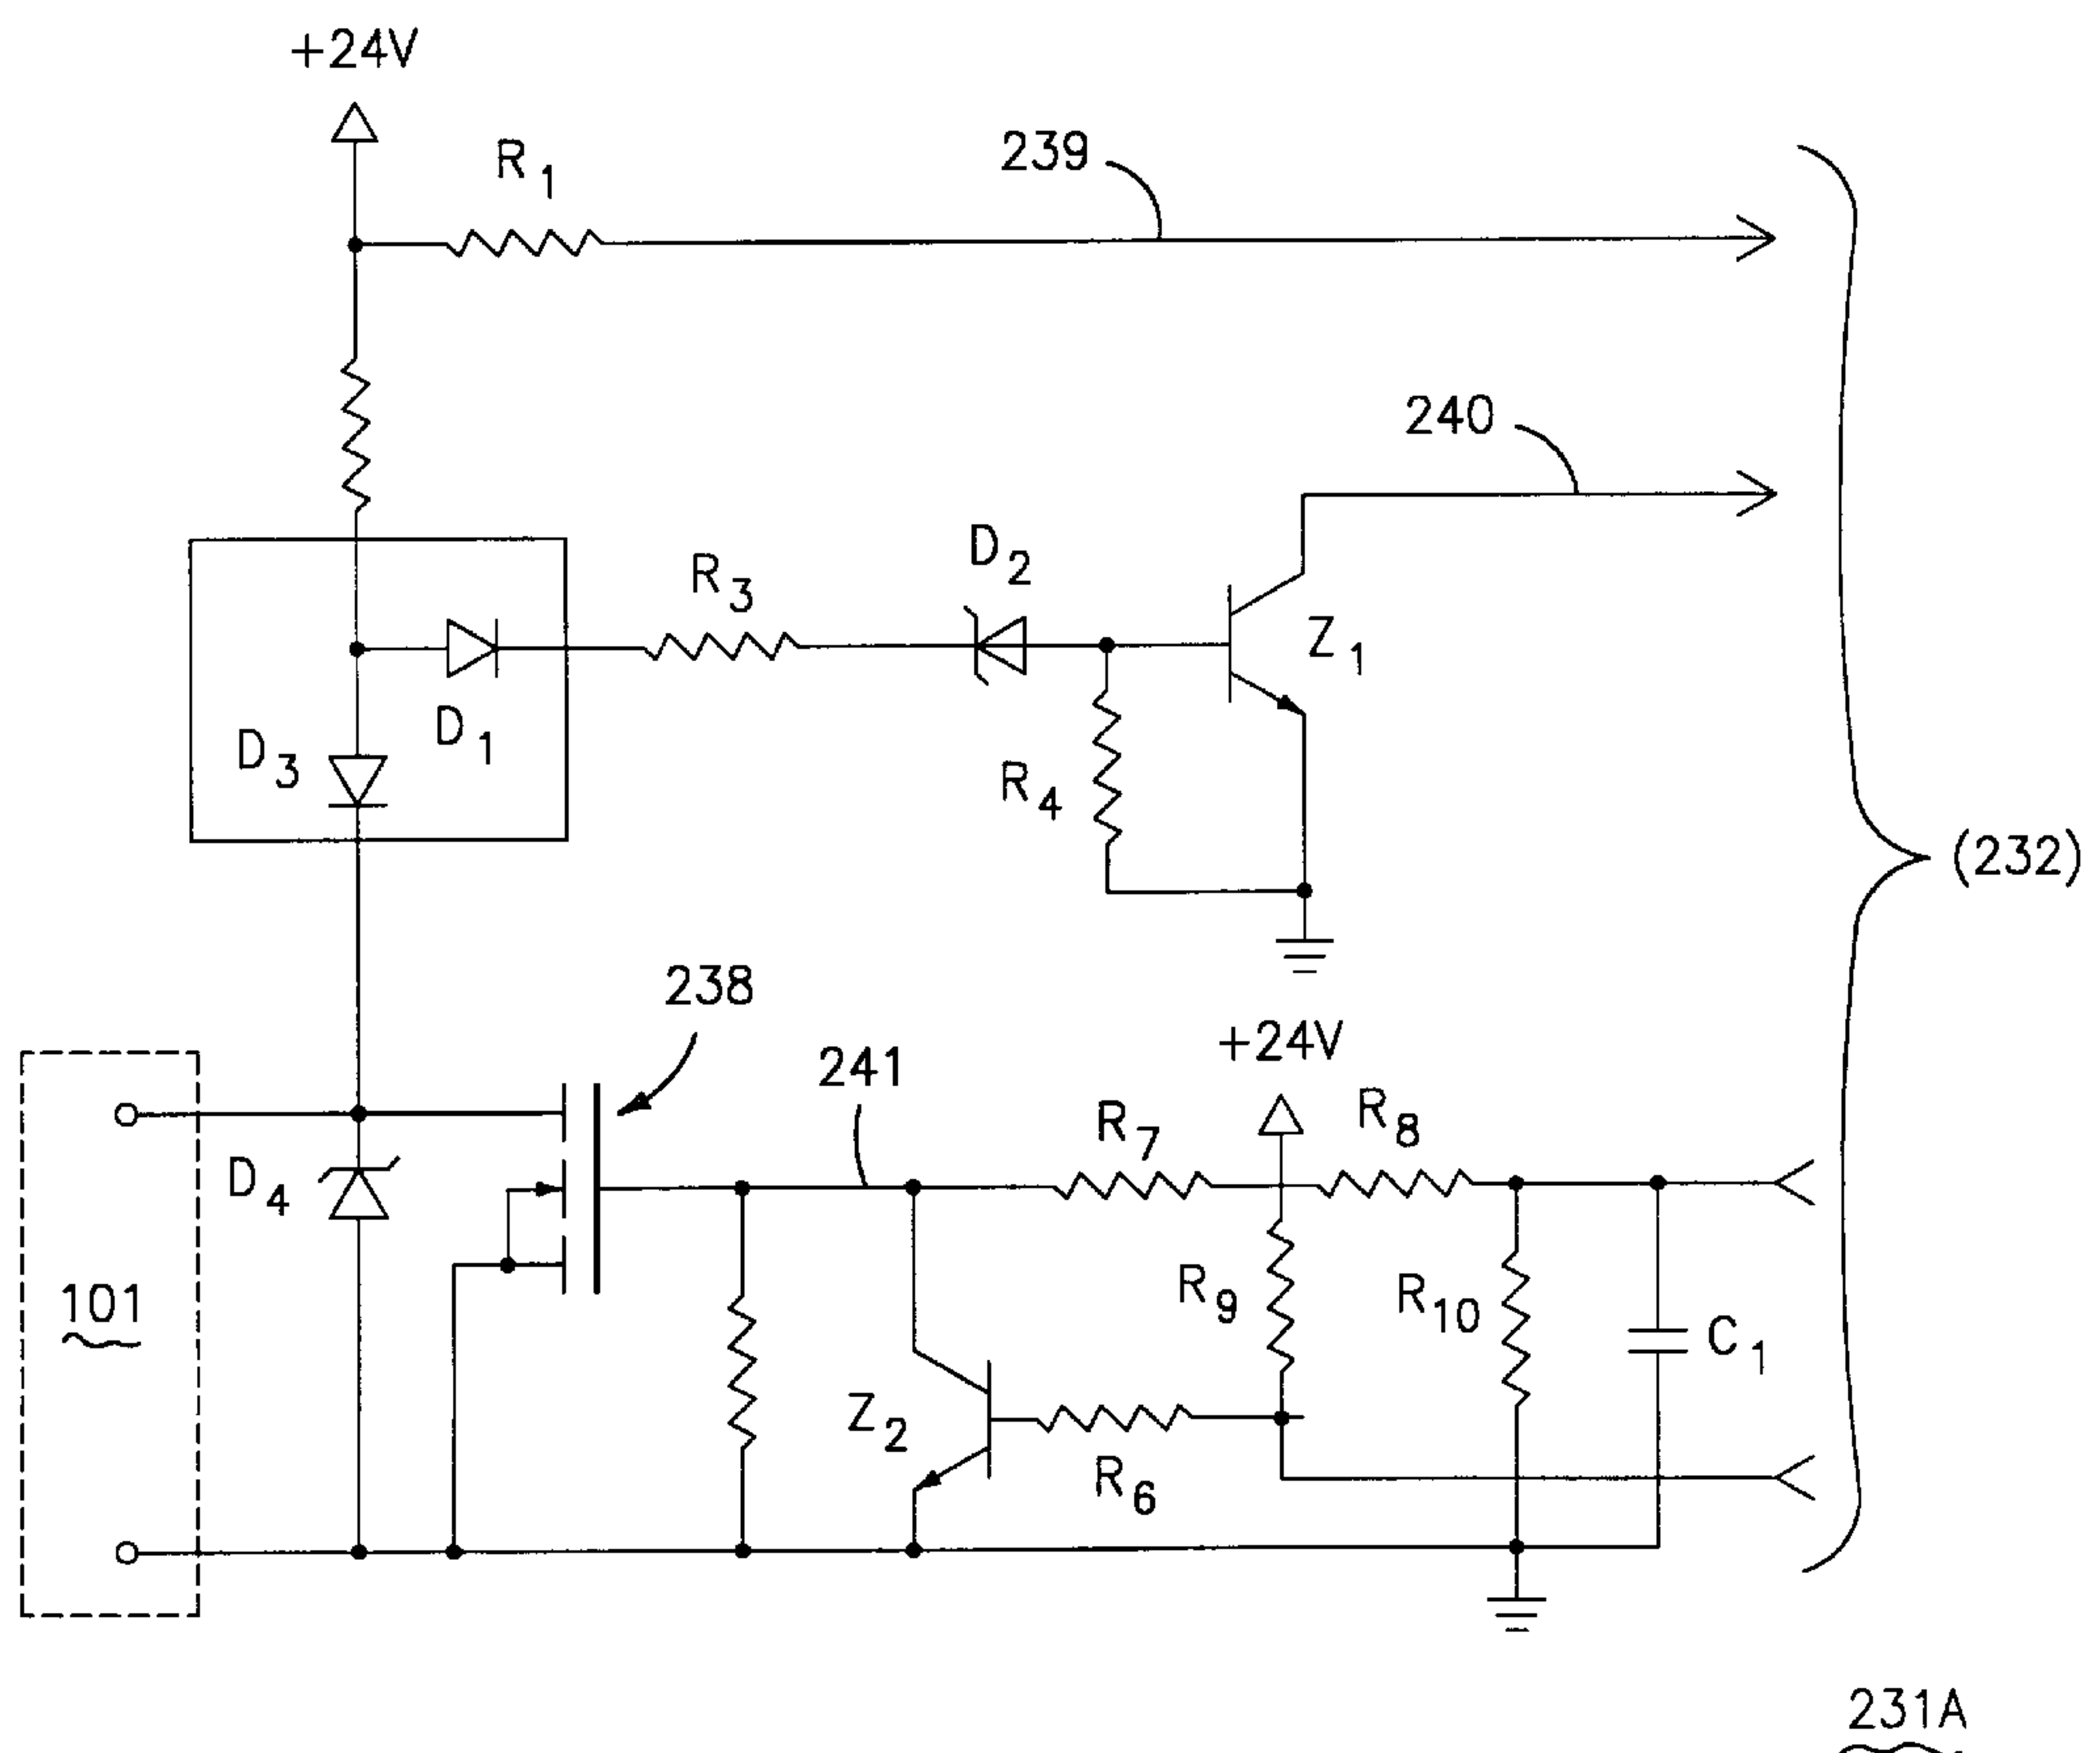 +24V
R1
239
240
D2
R3
Z1
D1
D3
R4
(232)
238
+24V
241
R8
R7
D4
R9
R10
101
C1
Z2
R6
231A